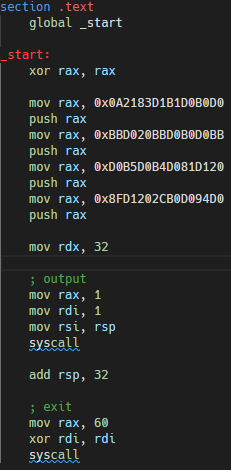 section .text
global _start
_start:
xor rax, rax
mov rax, 0x0A2183D1B1D0B0D0
push rax
mov rax, 0xBBD020BBD0B0D0BB
push rax
mov rax, 0xD0B5D0B4D081D120
push rax
mov rax, 0x8FD1202CB0D094D0
push rax
mov rdx, 32
; output
mov rax, 1
mov rdi, 1
mov rsi, rsp
syscall
add rsp, 32
; exit
mov rax, 60
xor rdi, rdi
syscall